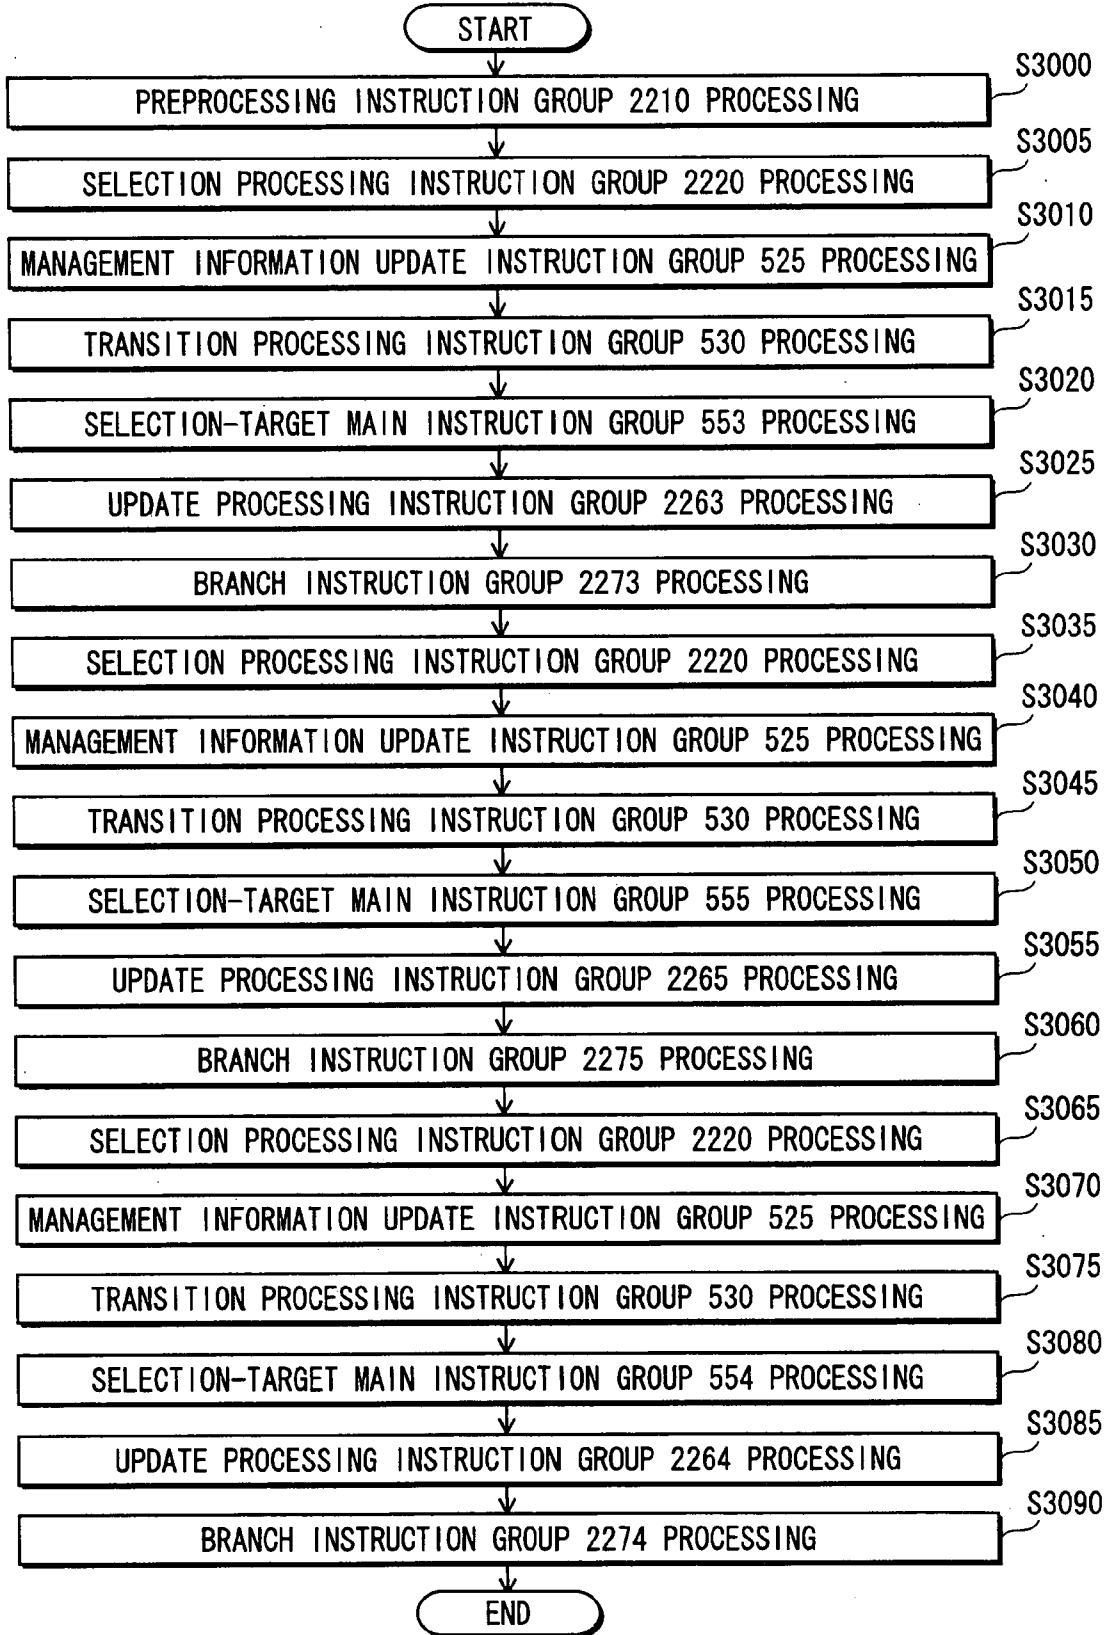 START
S3000
PREPROCESSING INSTRUCTION GROUP 2210 PROCESSING
S3005
SELECTION PROCESSING INSTRUCTION GROUP 2220 PROCESSING
S3010
MANAGEMENT INFORMATION UPDATE INSTRUCTION GROUP 525 PROCESSING
S3015
TRANSITION PROCESSING INSTRUCTION GROUP 530 PROCESSING
S3020
SELECTION-TARGET MAIN INSTRUCTION GROUP 553 PROCESSING
S3025
UPDATE PROCESSING INSTRUCTION GROUP 2263 PROCESSING
S3030
BRANCH INSTRUCTION GROUP 2273 PROCESSING
S3035
SELECTION PROCESSING INSTRUCTION GROUP 2220 PROCESSING
S3040
MANAGEMENT INFORMATION UPDATE INSTRUCTION GROUP 525 PROCESSING
S3045
TRANSITION PROCESSING INSTRUCTION GROUP 530 PROCESSING
S3050
SELECTION-TARGET MAIN INSTRUCTION GROUP 555 PROCESSING
S3055
UPDATE PROCESSING INSTRUCTION GROUP 2265 PROCESSING
S3060
BRANCH INSTRUCTION GROUP 2275 PROCESSING
S3065
SELECTION PROCESSING INSTRUCTION GROUP 2220 PROCESSING
S3070
MANAGEMENT INFORMATION UPDATE INSTRUCTION GROUP 525 PROCESSING
S3075
TRANSITION PROCESSING INSTRUCTION GROUP 530 PROCESSING
S3080
SELECTION-TARGET MAIN INSTRUCTION GROUP 554 PROCESSING
S3085
UPDATE PROCESSING INSTRUCTION GROUP 2264 PROCESSING
S3090
BRANCH INSTRUCTION GROUP 2274 PROCESSING
END